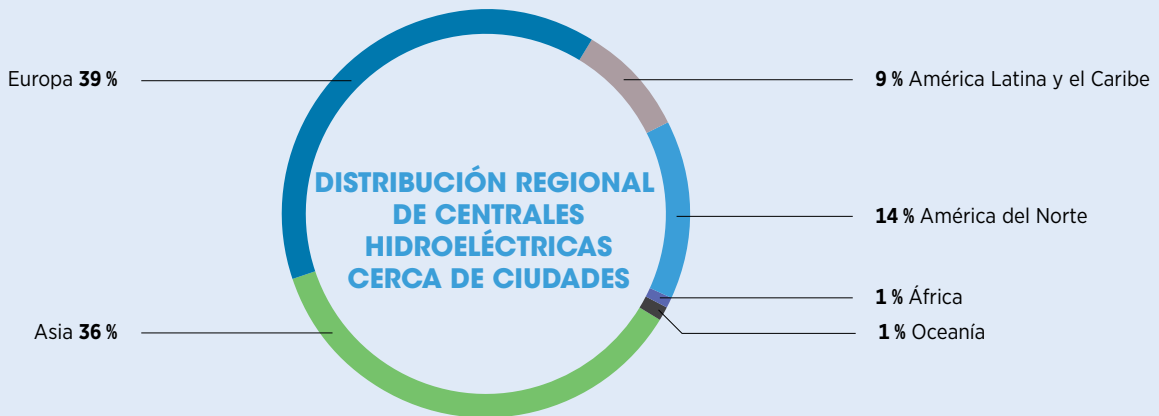 Europa 39 %
9 % América Latina y el Caribe
DISTRIBUCIÓN REGIONAL
DE CENTRALES
HIDROELÉCTRICAS
CERCA DE CIUDADES
14 % América del Norte
1 % África
Asia 36 %
1 % Oceanía